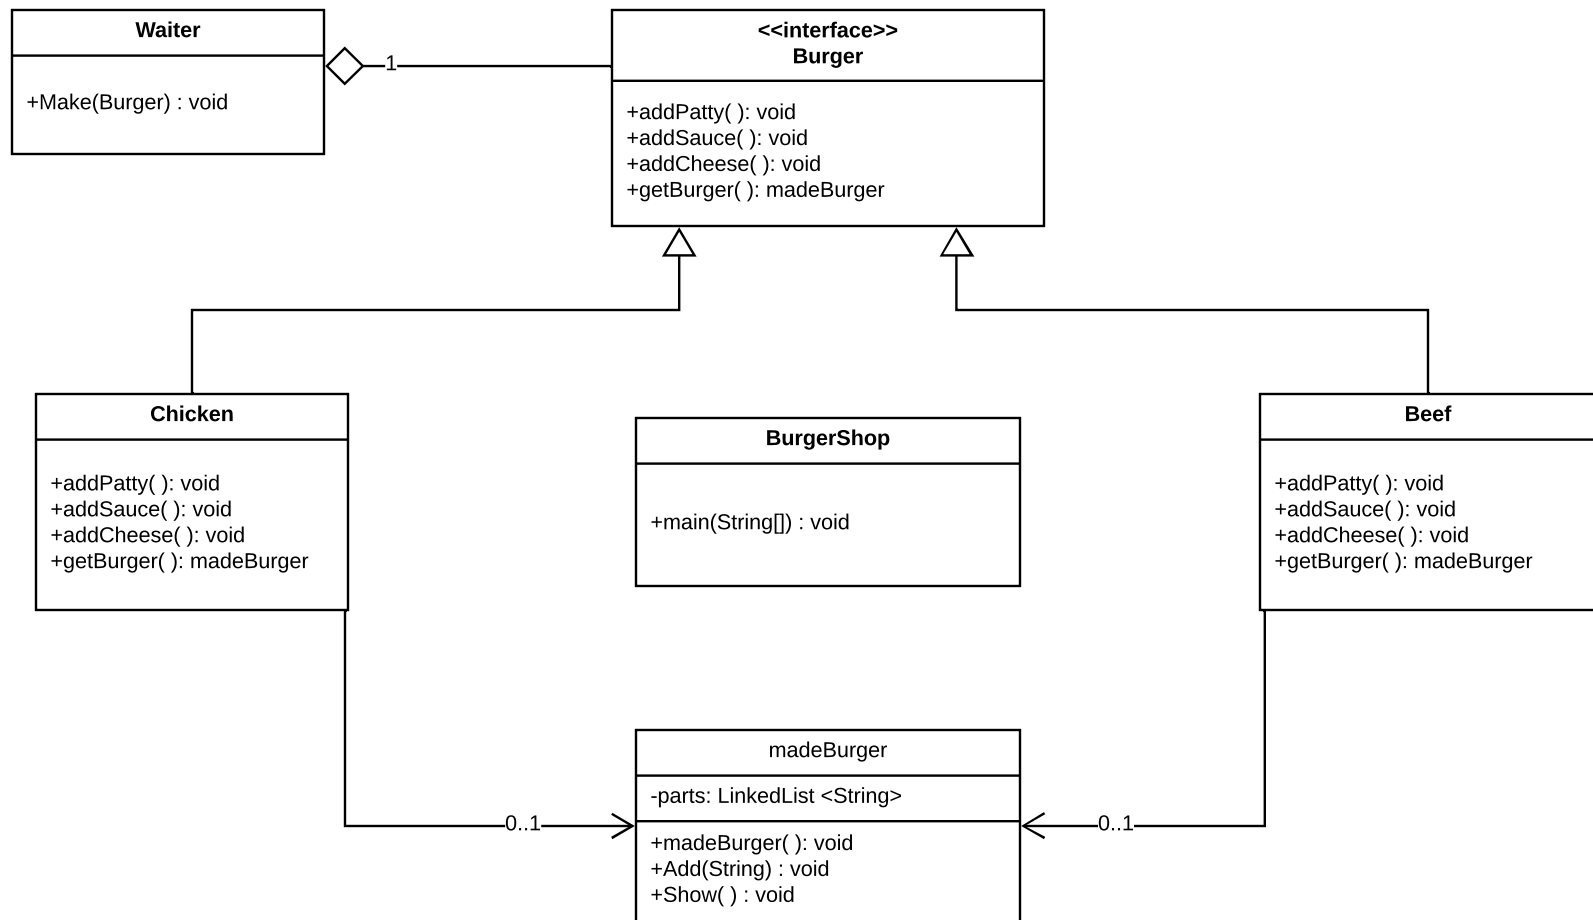 Waiter
+Make(Burger) : void
1
<<interface>>
Burger
+addPatty( ): void
+addSauce( ): void
+addCheese( ): void
+getBurger( ): madeBurger
Chicken
+addPatty( ): void
+addSauce( ): void
+addCheese( ): void
+getBurger( ): madeBurger
BurgerShop
+main(String[]) : void
Beef
+addPatty( ): void
+addSauce( ): void
+addCheese( ): void
+getBurger( ): madeBurger
0..1
madeBurger
-parts: LinkedList <String>
+madeBurger( ): void
+Add(String) : void
+Show( ) : void
0..1